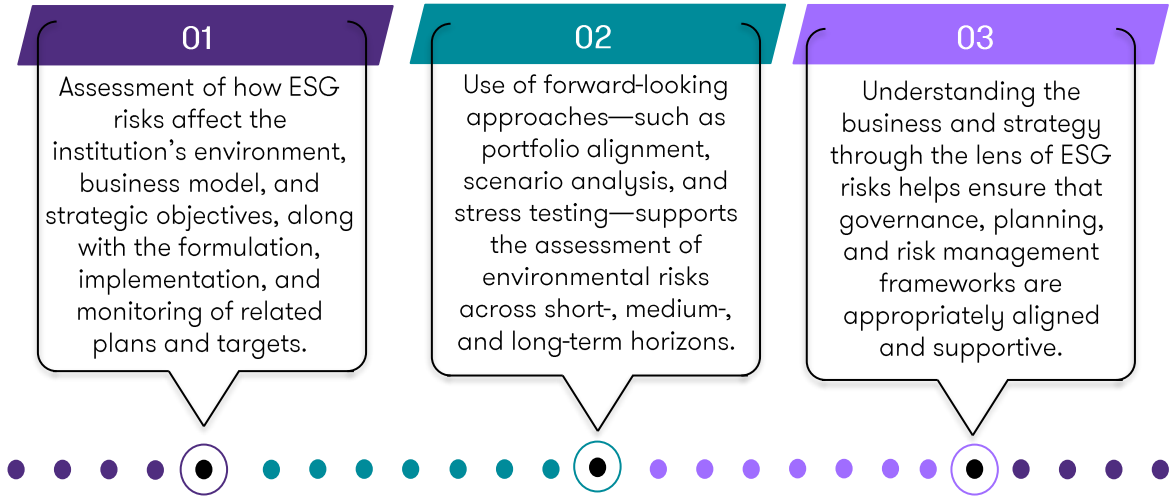 01
Assessment of how ESG
risks affect the
institution’s environment,
business model, and
strategic objectives, along
with the formulation,
implementation, and
monitoring of related
plans and targets.
02
Use of forward-looking
approaches—such as
portfolio alignment,
scenario analysis, and
stress testing—supports
the assessment of
environmental risks
across short-, medium-,
and long-term horizons.
03
Understanding the
business and strategy
through the lens of ESG
risks helps ensure that
governance, planning,
and risk management
frameworks are
appropriately aligned
and supportive.